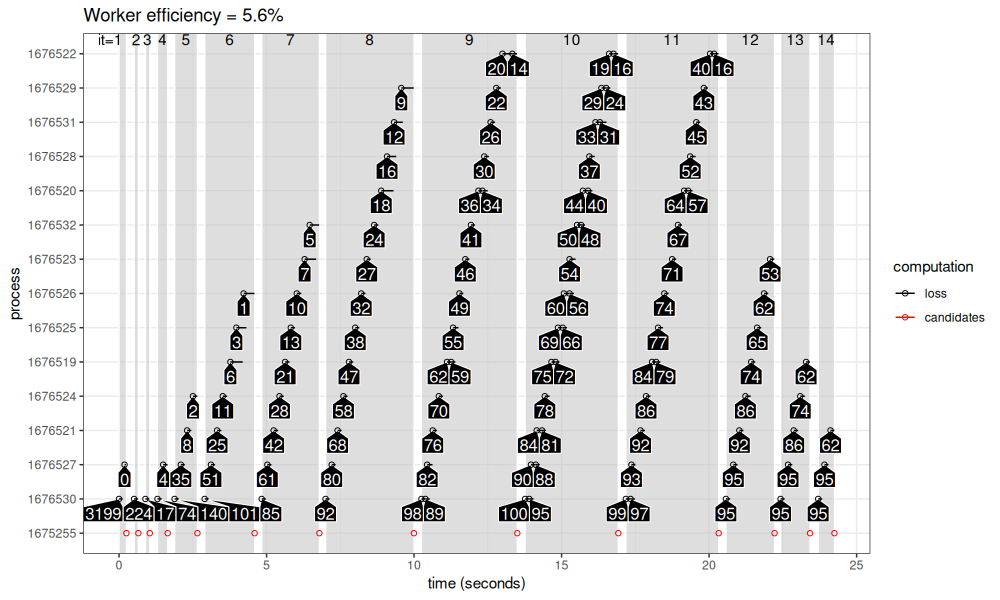 Worker efficiency = 5.6%
it=1 2 3 4 5 6 7 8 9 10 11 12 13 14
1676522 20 14 19 16 40 16
1676529 9 22 29 24 43
1676531 12 26 33 31 45
1676528 16 30 37 52
1676520 18 36 34 44 40 64 57
1676532 5 24 41 50 48 67
1676523 7 27 46 54 71 53
1676526 1 10 32 49 60 56 74 62
1676525 3 13 38 55 69 66 77 65
1676519 6 21 47 62 59 75 72 84 79 74 62
1676524 2 11 28 58 70 78 86 86 74
1676521 8 25 42 68 76 84 81 92 92 86 62
1676527 0 4 35 51 61 80 82 90 88 93 95 95 95
1676530 3199 224 17 74 140 101 85 92 98 89 100 95 99 97 95 95 95
1675255
0 5 10 15 20 25
time (seconds)
process
computation
loss
candidates